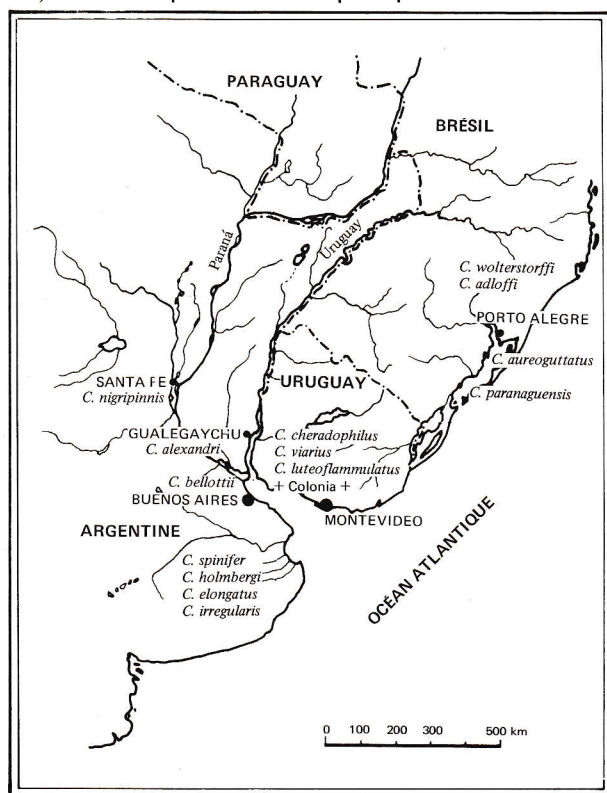 PARAGUAY
BRÉSIL
Paraná
Uruguay
C. wolterstorffi
C. adloffi
PORTO ALEGRE
C. aureoguttatus
C. paranaguensis
SANTA FE
C. nigripinnis
URUGUAY
GUALEGAYCHU
C. alexandri
C. cheradophilus
C. viarius
C. luteoflammulatus
+ Colonia +
C. bellottii
BUENOS AIRES
MONTEVIDEO
ARGENTINE
C. spinifer
C. holmbergi
C. elongatus
C. irregularis
OCÉAN ATLANTIQUE
0 100 200 300 500 km